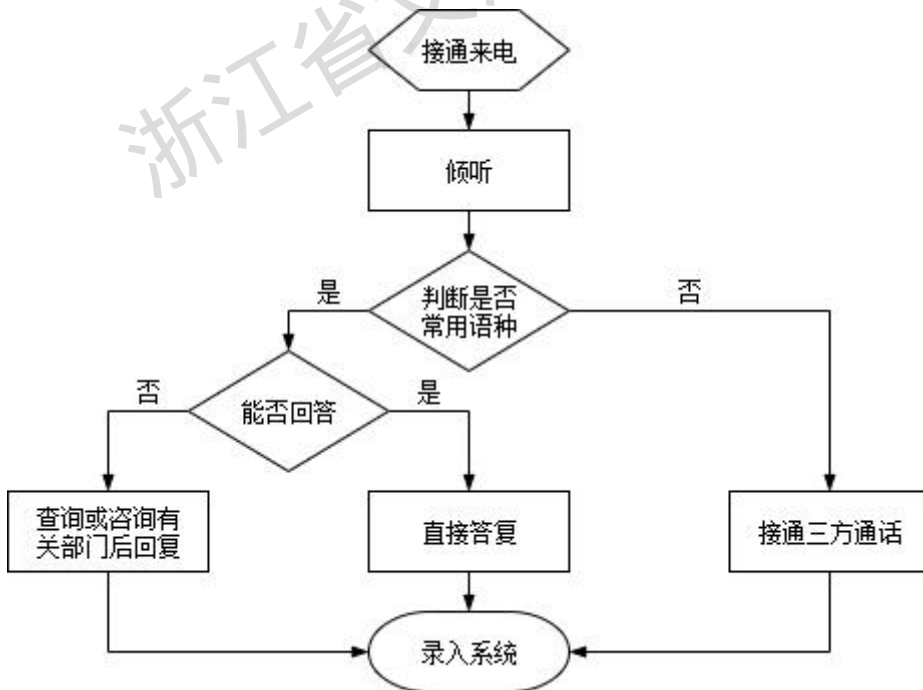 浙江省文
接通来电
倾听
判断是否
常用语种
是
否
能否回答
否
是
查询或咨询有
关部门后回复
直接答复
接通三方通话
录入系统